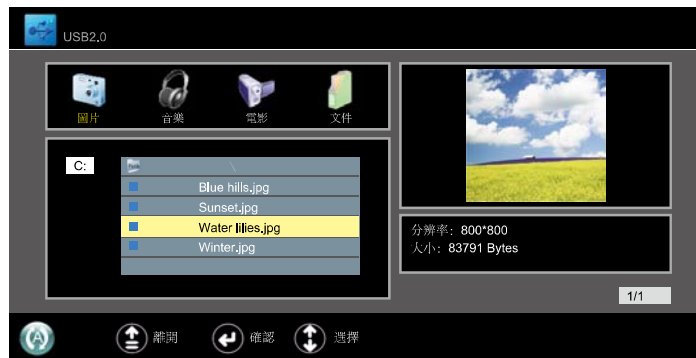 USB2.0
圖片 音樂 電影 文件
C:
\
Blue hills.jpg
Sunset.jpg
Water lilies.jpg
Winter.jpg
分辨率: 800*800
大小: 83791 Bytes
1/1
A 離開 確認 選擇